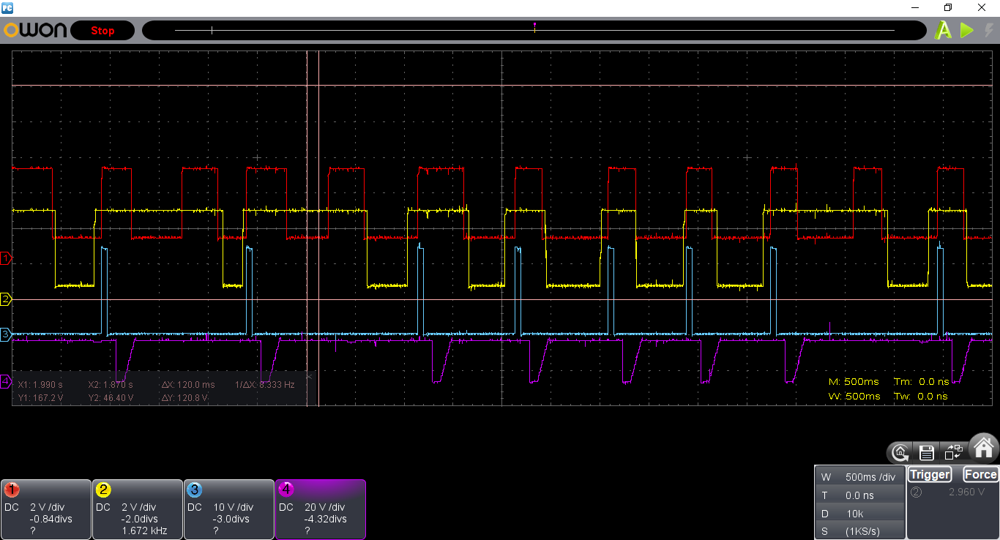 PC
OWON
Stop
A
1
2
3
4
X1: 1.990 s X2: 1.870 s ΔX: 120.0 ms 1/ΔX: 8.333 Hz
Y1: 167.2 V Y2: 46.40 V ΔY: 120.8 V
M: 500ms Tm: 0.0 ns
W: 500ms Tw: 0.0 ns
1
DC 2 V /div
-0.84divs
?
2
DC 2 V /div
-2.0divs
1.672 kHz
3
DC 10 V /div
-3.0divs
?
4
DC 20 V /div
-4.32divs
?
W 500ms /div
T 0.0 ns
D 10k
S (1KS/s)
Trigger Force
2 2.960 V